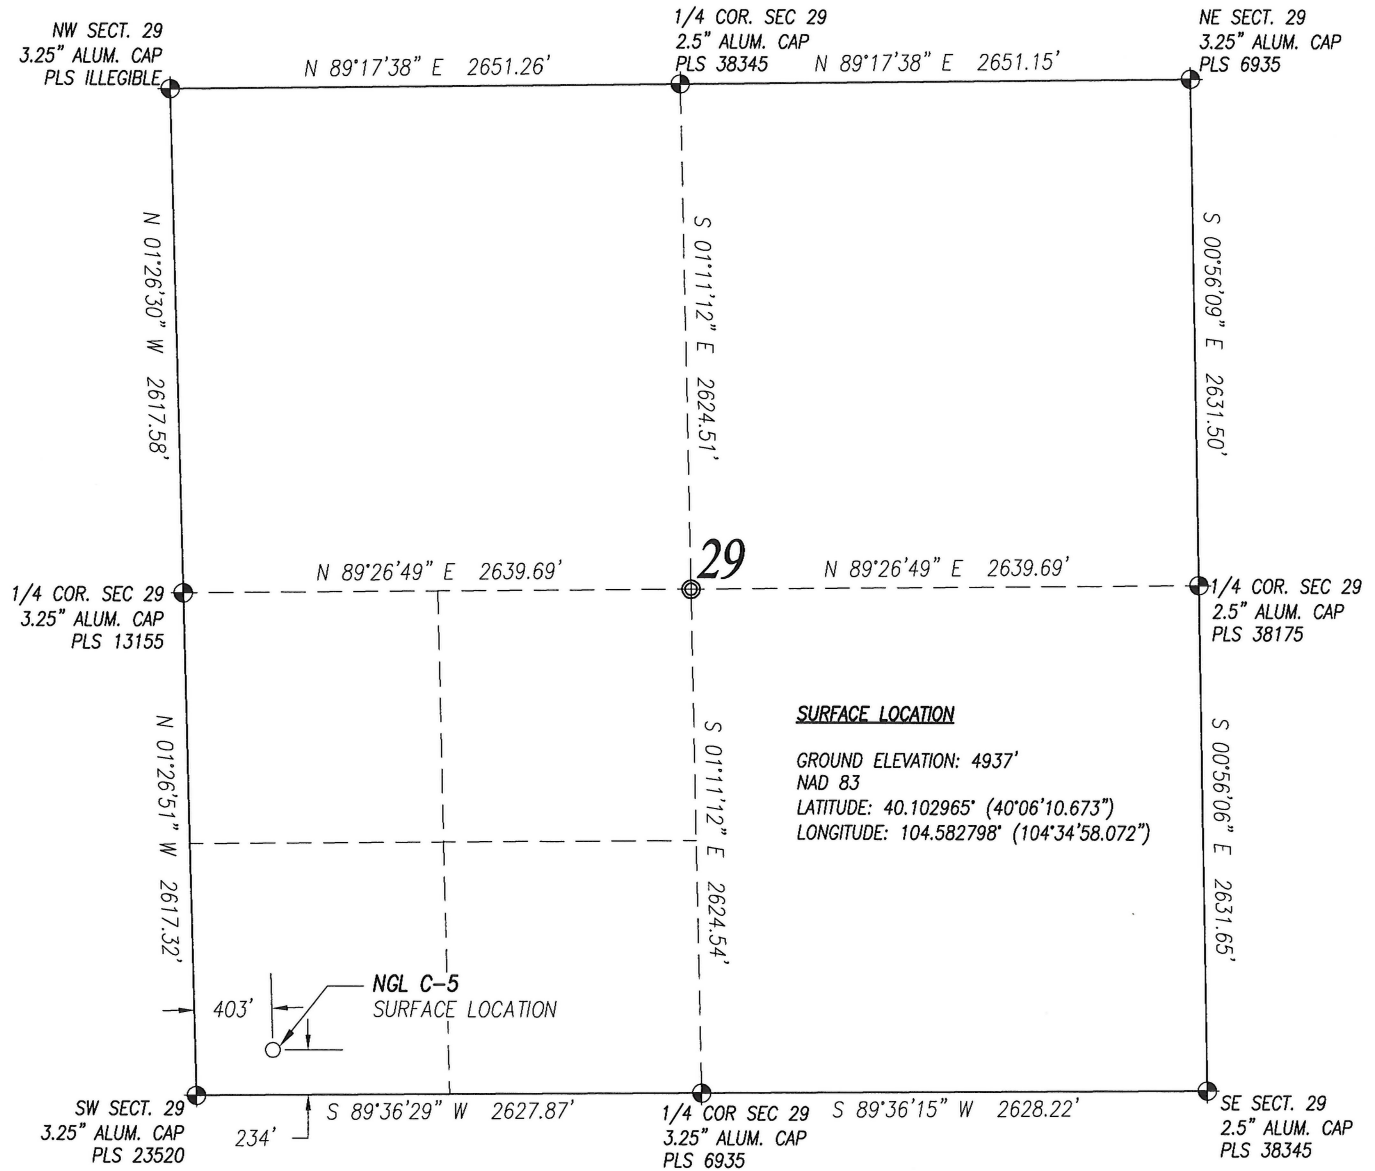 NW SECT. 29
3.25" ALUM. CAP
PLS ILLEGIBLE
N 89°17'38" E 2651.26'
1/4 COR. SEC 29
2.5" ALUM. CAP
PLS 38345
N 89°17'38" E 2651.15'
NE SECT. 29
3.25" ALUM. CAP
PLS 6935
N 01°26'30" W 2617.58'
S 01°11'12" E 2624.51'
S 00°56'09" E 2631.50'
1/4 COR. SEC 29
3.25" ALUM. CAP
PLS 13155
N 89°26'49" E 2639.69'
29
N 89°26'49" E 2639.69'
1/4 COR. SEC 29
2.5" ALUM. CAP
PLS 38175
N 01°26'51" W 2617.32'
S 01°11'12" E 2624.54'
SURFACE LOCATION
GROUND ELEVATION: 4937'
NAD 83
LATITUDE: 40.102965° (40°06'10.673")
LONGITUDE: 104.582798° (104°34'58.072")
S 00°56'06" E 2631.65'
403'
NGL C-5
SURFACE LOCATION
SW SECT. 29
3.25" ALUM. CAP
PLS 23520
234'
S 89°36'29" W 2627.87'
1/4 COR SEC 29
3.25" ALUM. CAP
PLS 6935
S 89°36'15" W 2628.22'
SE SECT. 29
2.5" ALUM. CAP
PLS 38345